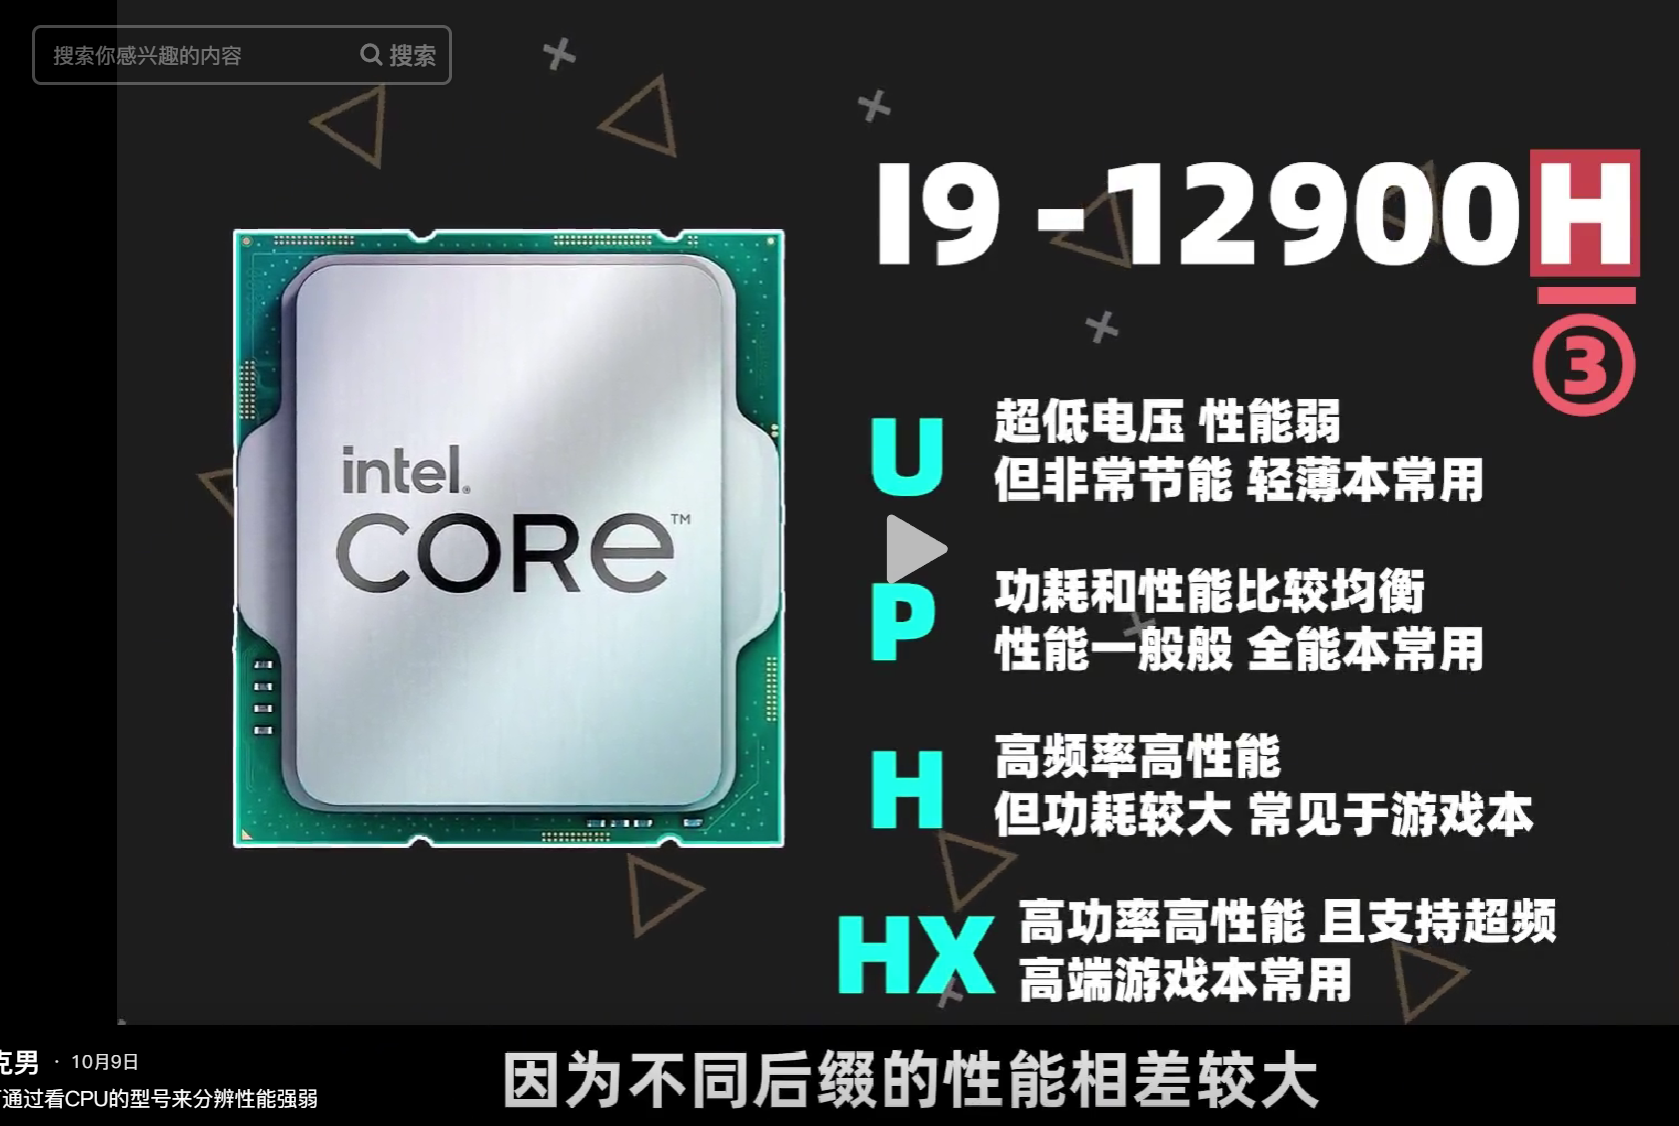 搜索你感兴趣的内容
搜索
I9 -12900H
③
intel.
CORE™
U
超低电压 性能弱
但非常节能 轻薄本常用
P
功耗和性能比较均衡
性能一般般 全能本常用
H
高频率高性能
但功耗较大 常见于游戏本
HX
高功率高性能 且支持超频
高端游戏本常用
克男 · 10月9日
通过看CPU的型号来分辨性能强弱
因为不同后缀的性能相差较大